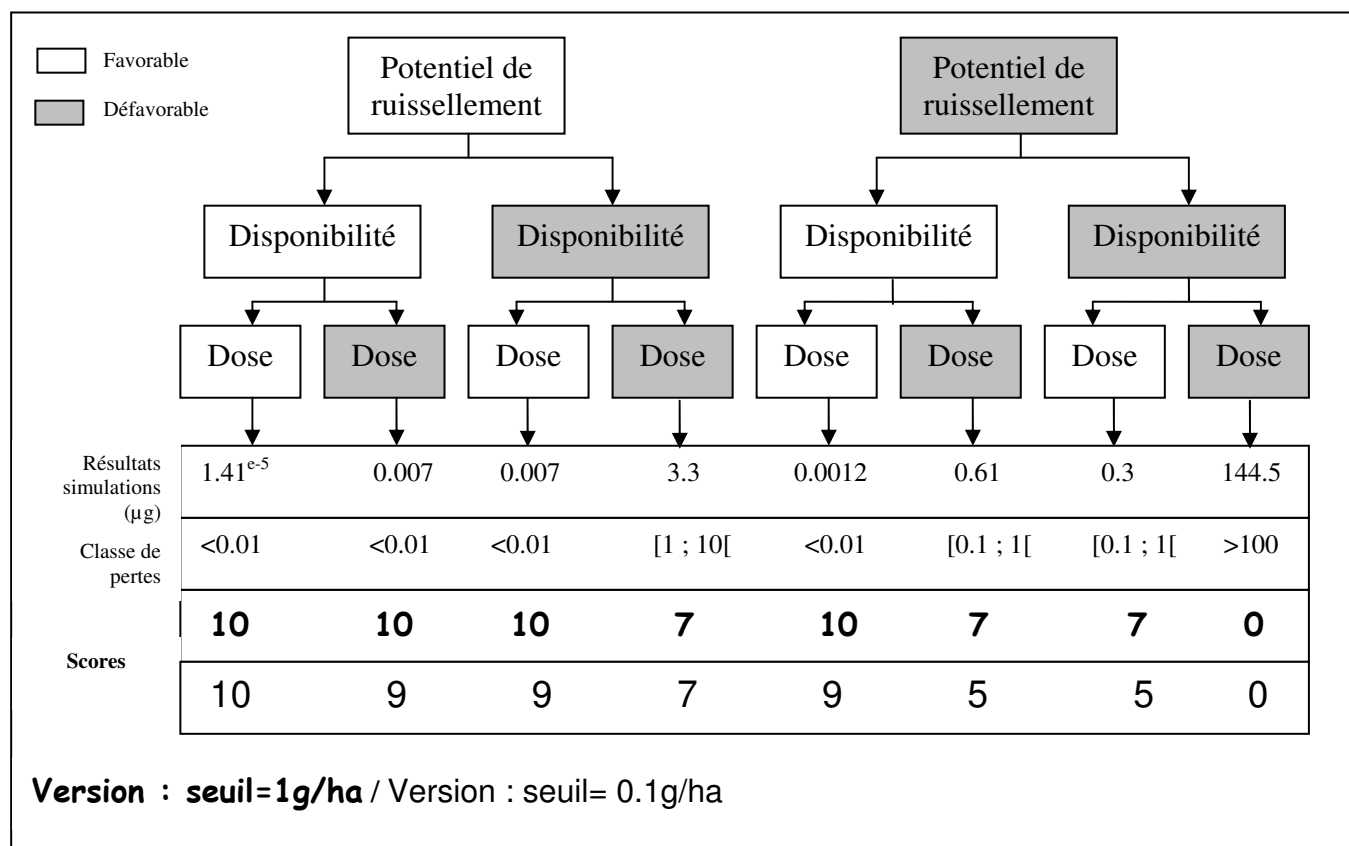 Favorable
Défavorable
Potentiel de
ruissellement
Potentiel de
ruissellement
Disponibilité
Disponibilité
Disponibilité
Disponibilité
Dose
Dose
Dose
Dose
Dose
Dose
Dose
Dose
Résultats
simulations
(µg)
1.41e-5 0.007 0.007 3.3 0.0012 0.61 0.3 144.5
Classe de
pertes
<0.01 <0.01 <0.01 [1 ; 10[ <0.01 [0.1 ; 1[ [0.1 ; 1[ >100
Scores
10 10 10 7 10 7 7 0
10 9 9 7 9 5 5 0
Version : seuil=1g/ha / Version : seuil= 0.1g/ha